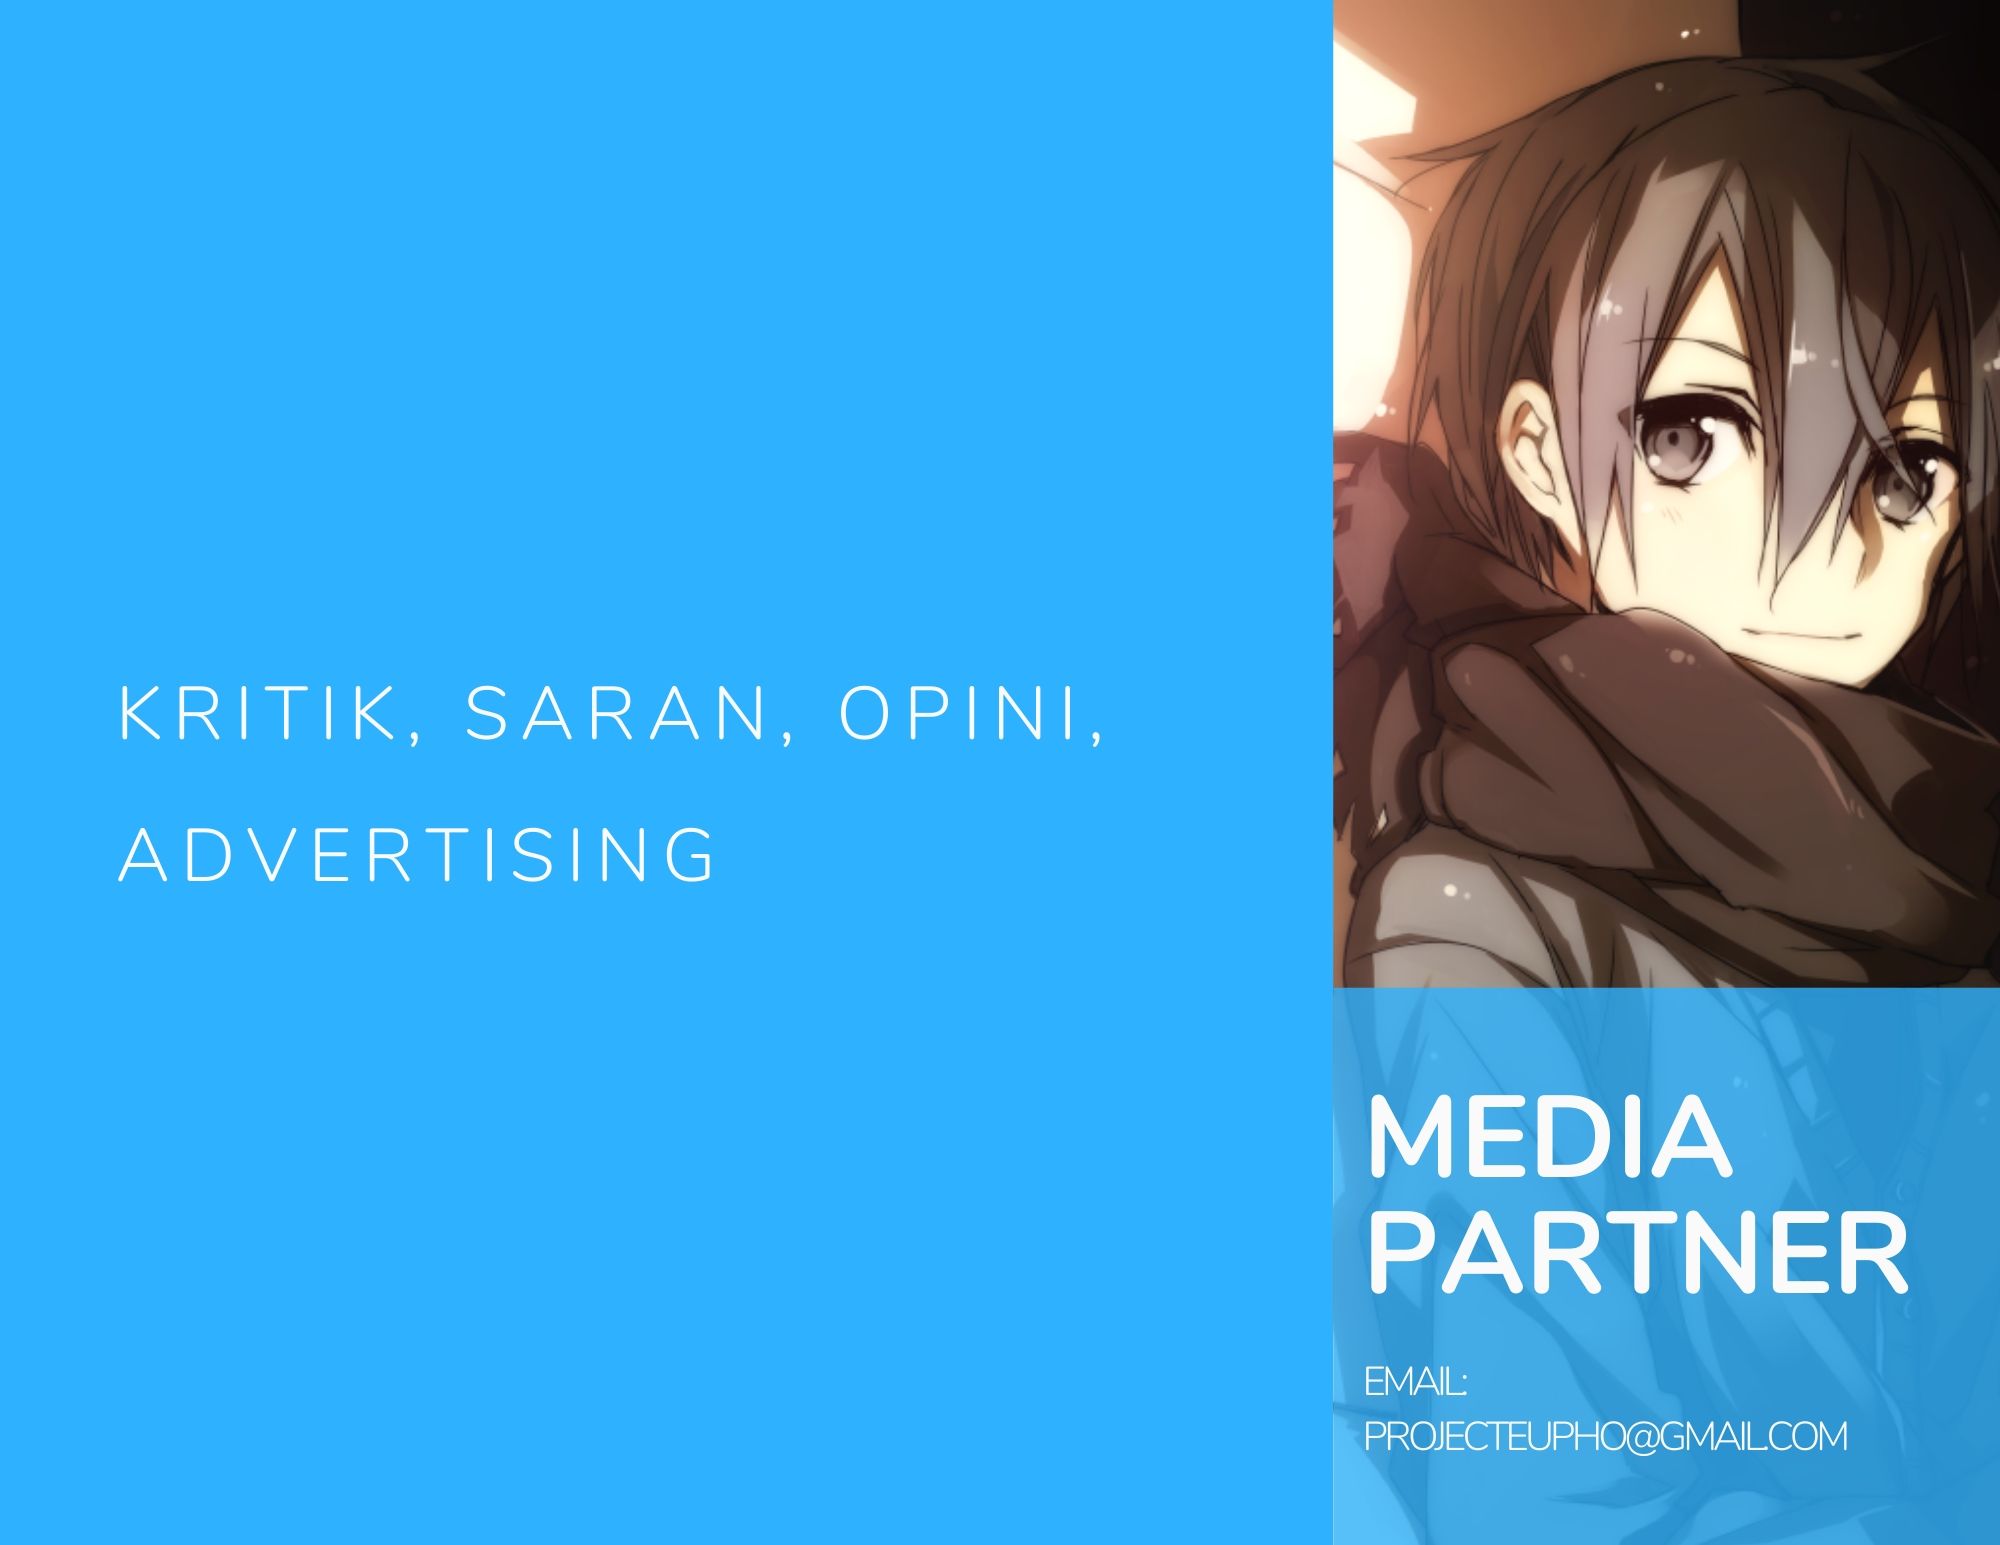 KRITIK, SARAN, OPINI,
ADVERTISING
MEDIA
PARTNER
EMAIL:
PROJECTEUPHO@GMAIL.COM